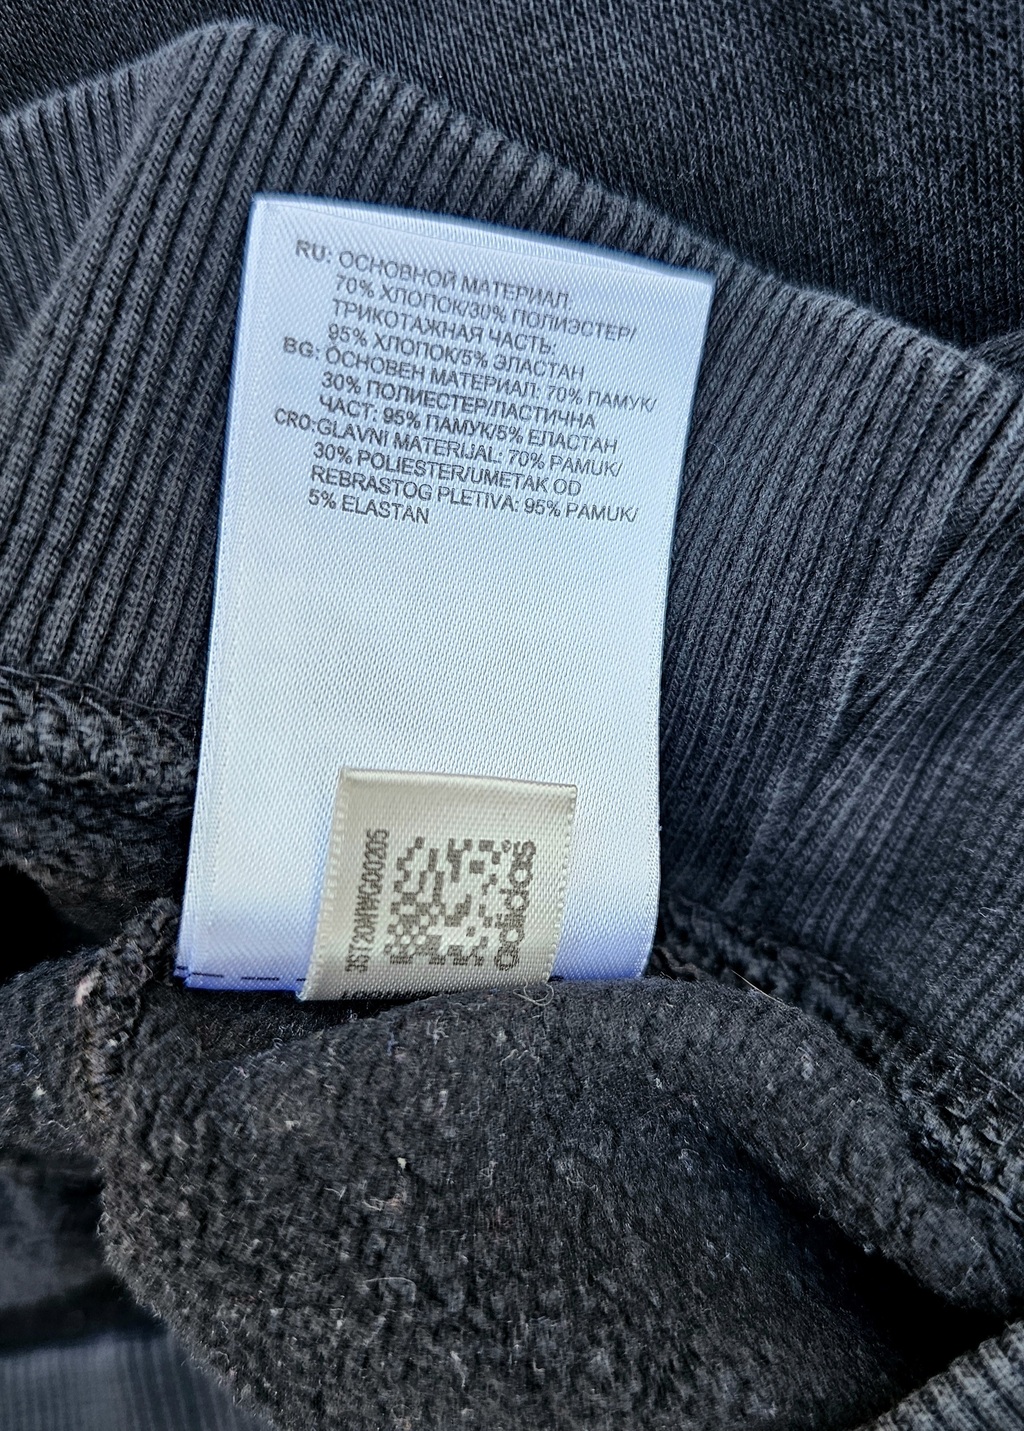 RU: ОСНОВНОЙ МАТЕРИАЛ:
70% ХЛОПОК/30% ПОЛИЭСТЕР/
ТРИКОТАЖНАЯ ЧАСТЬ:
95% ХЛОПОК/5% ЭЛАСТАН
BG: ОСНОВЕН МАТЕРИАЛ: 70% ПАМУК/
30% ПОЛИЕСТЕР/ЛАСТИЧНА
ЧАСТ: 95% ПАМУК/5% ЕЛАСТАН
CRO:GLAVNI MATERIJAL: 70% PAMUK/
30% POLIESTER/UMETAK OD
REBRASTOG PLETIVA: 95% PAMUK/
5% ELASTAN
adidas®